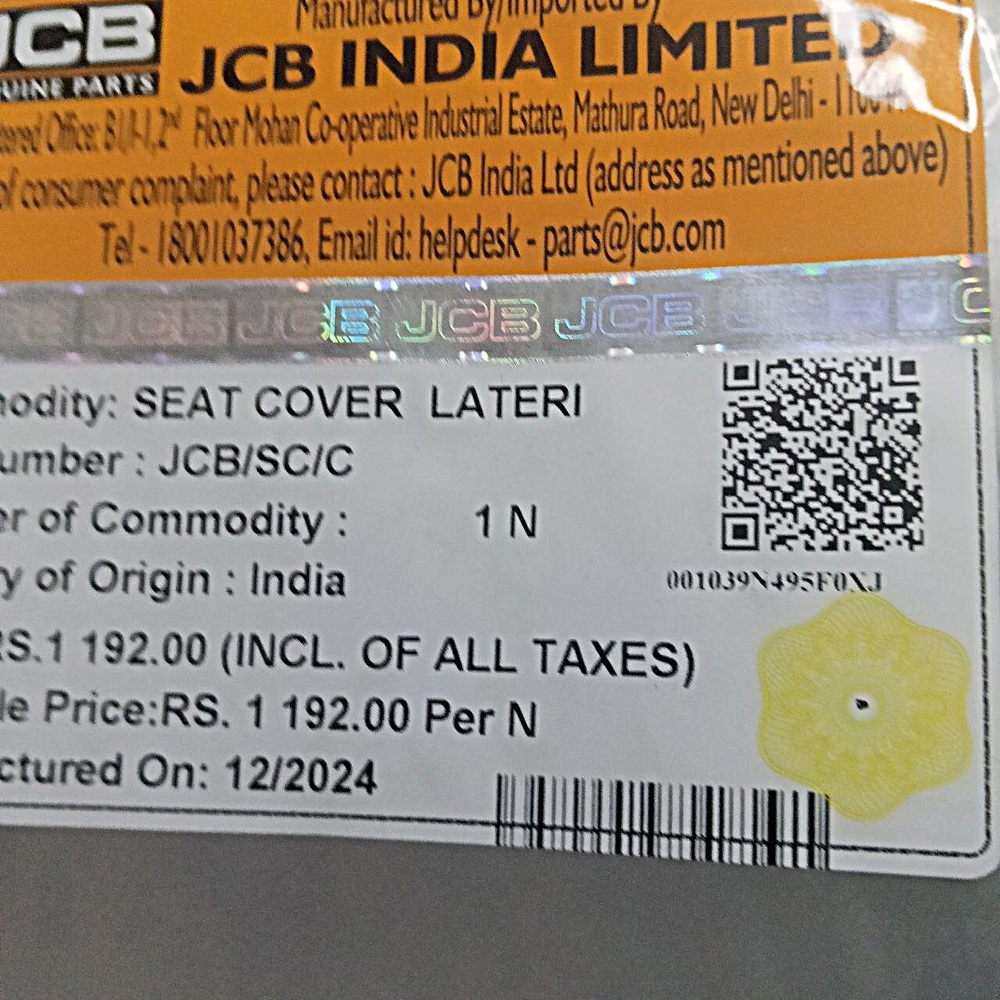 JCB
GENUINE PARTS
Manufactured By/Imported By
JCB INDIA LIMITED
ered Office: B1/I-1,2nd Floor Mohan Co-operative Industrial Estate, Mathura Road, New Delhi -
of consumer complaint, please contact : JCB India Ltd (address as mentioned above)
Tel - 18001037386, Email id: helpdesk - parts@jcb.com
JCB JCB JCB JCB
odity: SEAT COVER LATERI
umber : JCB/SC/C
er of Commodity : 1 N
y of Origin : India
001039N495F0XJ
RS.1 192.00 (INCL. OF ALL TAXES)
le Price:RS. 1 192.00 Per N
ctured On: 12/2024